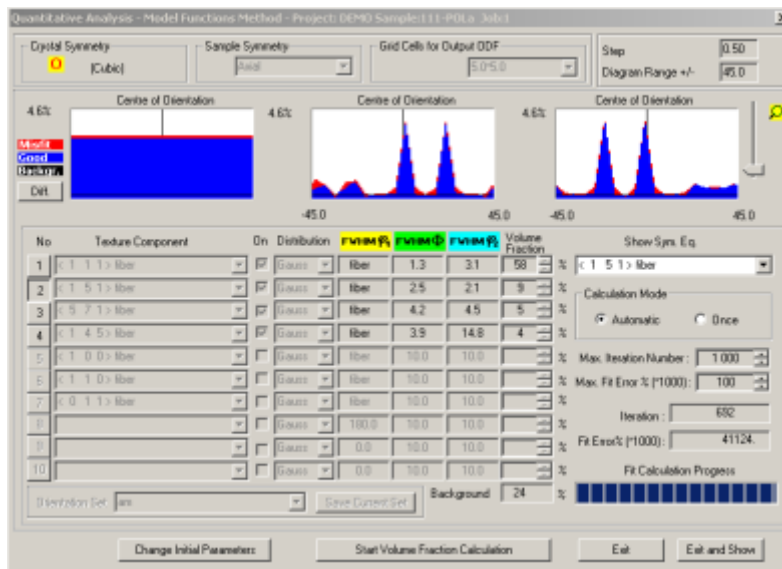 Quantitative Analysis - Model Functions Method - Project: DEMO Sample:111-POLa Job:1
Crystal Symmetry
O (Cubic)
Sample Symmetry
Axial
Grid Cells for Output ODF
5.0*5.0
Step 0.50
Diagram Range +/- 45.0
Centre of Orientation Centre of Orientation Centre of Orientation
4.6% 4.6% 4.6%
Misfit
Good
Backgr.
Diff.
-45.0 45.0 -45.0 45.0
No Texture Component On Distribution FWHM φ1 FWHM Φ FWHM φ2 Volume Fraction
1 < 1 1 1> fiber Gauss fiber 1.3 3.1 58 %
2 < 1 5 1> fiber Gauss fiber 2.5 2.1 9 %
3 < 5 7 1> fiber Gauss fiber 4.2 4.5 5 %
4 < 1 4 5> fiber Gauss fiber 3.9 14.8 4 %
5 < 1 0 0> fiber Gauss fiber 10.0 10.0 %
6 < 1 1 0> fiber Gauss fiber 10.0 10.0 %
7 < 0 1 1> fiber Gauss fiber 10.0 10.0 %
8 Gauss 180.0 10.0 10.0 %
9 Gauss 0.0 10.0 10.0 %
10 Gauss 0.0 10.0 10.0 %
Show Sym. Eq.
< 1 5 1> fiber
Calculation Mode
Automatic Once
Max. Iteration Number : 1 000
Max. Fit Error % (*1000) : 100
Iteration : 692
Fit Error% (*1000) : 41124.
Fit Calculation Progress
Orientation Set: am
Save Current Set
Background 24 %
Change Initial Parameters
Start Volume Fraction Calculation
Exit
Exit and Show